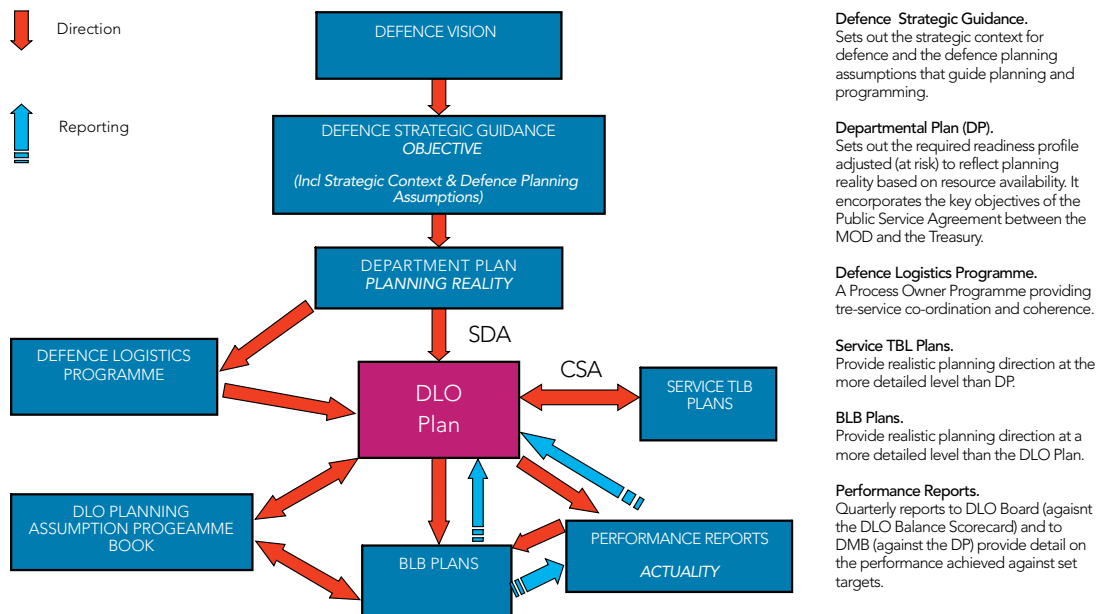 Direction
Reporting
DEFENCE VISION
DEFENCE STRATEGIC GUIDANCE
OBJECTIVE
(Incl Strategic Context & Defence Planning
Assumptions)
DEPARTMENT PLAN
PLANNING REALITY
SDA
DEFENCE LOGISTICS
PROGRAMME
DLO
Plan
CSA
SERVICE TLB
PLANS
DLO PLANNING
ASSUMPTION PROGEAMME
BOOK
BLB PLANS
PERFORMANCE REPORTS
ACTUALITY
Defence Strategic Guidance.
Sets out the strategic context for
defence and the defence planning
assumptions that guide planning and
programming.
Departmental Plan (DP).
Sets out the required readiness profile
adjusted (at risk) to reflect planning
reality based on resource availability. It
encorporates the key objectives of the
Public Service Agreement between the
MOD and the Treasury.
Defence Logistics Programme.
A Process Owner Programme providing
tre-service co-ordination and coherence.
Service TBL Plans.
Provide realistic planning direction at the
more detailed level than DP.
BLB Plans.
Provide realistic planning direction at a
more detailed level than the DLO Plan.
Performance Reports.
Quarterly reports to DLO Board (agaisnt
the DLO Balance Scorecard) and to
DMB (against the DP) provide detail on
the performance achieved against set
targets.